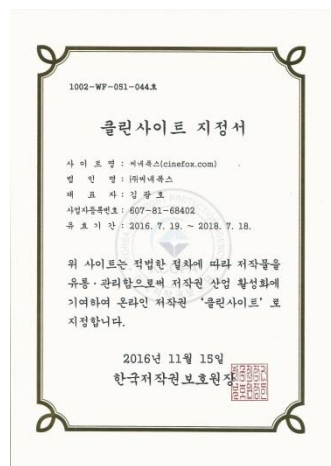 1002-WF-051-044호
클린사이트 지정서
사 이 트 명 : 씨네폭스(cinefox.com)
법 인 명 : ㈜씨네폭스
대 표 자 : 김 광 호
사업자등록번호 : 607-81-68402
유 효 기 간 : 2016. 7. 19. ~ 2018. 7. 18.
위 사이트는 적법한 절차에 따라 저작물을
유통·관리함으로써 저작권 산업 활성화에
기여하여 온라인 저작권 '클린사이트'로
지정합니다.
2016년 11월 15일
한국저작권보호원장